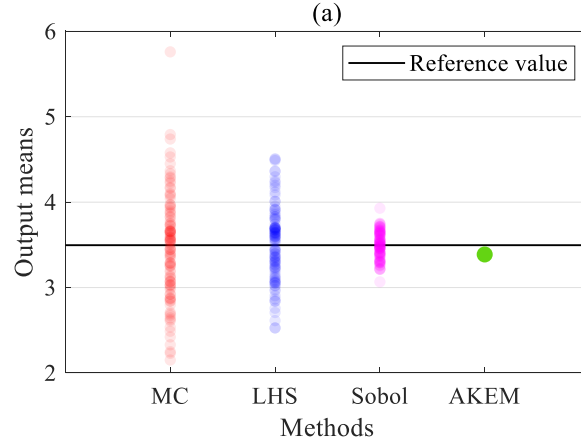 (a)
6
Reference value
5
4
3
2
Output means
MC LHS Sobol AKEM
Methods